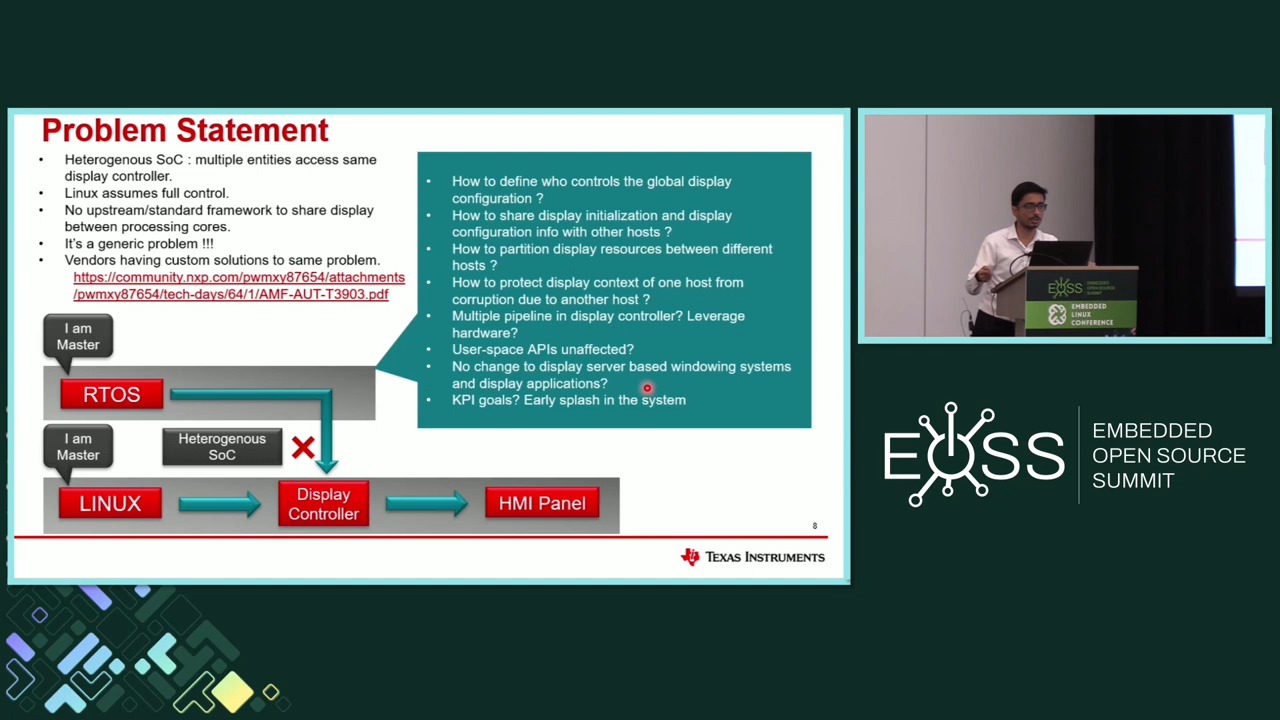 Problem Statement
• Heterogenous SoC : multiple entities access same
display controller.
• Linux assumes full control.
• No upstream/standard framework to share display
between processing cores.
• It's a generic problem !!!
• Vendors having custom solutions to same problem.
https://community.nxp.com/pwmxy87654/attachments
/pwmxy87654/tech-days/64/1/AMF-AUT-T3903.pdf
• How to define who controls the global display
configuration ?
• How to share display initialization and display
configuration info with other hosts ?
• How to partition display resources between different
hosts ?
• How to protect display context of one host from
corruption due to another host ?
• Multiple pipeline in display controller? Leverage
hardware?
• User-space APIs unaffected?
• No change to display server based windowing systems
and display applications?
• KPI goals? Early splash in the system
I am
Master
RTOS
I am
Master
Heterogenous
SoC
LINUX
Display
Controller
HMI Panel
8
TEXAS INSTRUMENTS
EOSS
EMBEDDED
LINUX
CONFERENCE
EOSS
EMBEDDED
OPEN SOURCE
SUMMIT